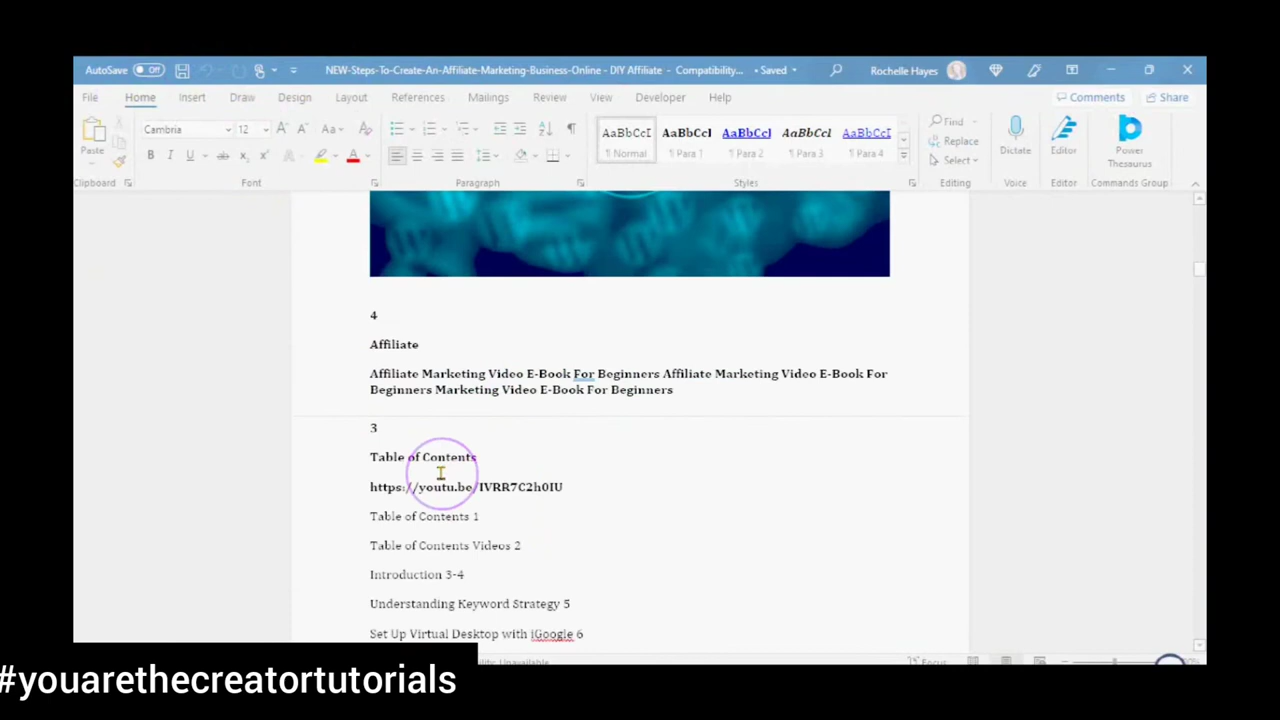 AutoSave Off NEW-Steps-To-Create-An-Affiliate-Marketing-Business-Online - DIY Affiliate - Compatibility... • Saved Rochelle Hayes
File Home Insert Draw Design Layout References Mailings Review View Developer Help Comments Share
Paste
Cambria 12
AaBbCcI AaBbCcI AaBbCcI AaBbCcI AaBbCcI
¶ Normal ¶ Para 1 ¶ Para 2 ¶ Para 3 ¶ Para 4
Find
Replace
Select
Dictate
Editor
Power Thesaurus
Clipboard Font Paragraph Styles Editing Voice Editor Commands Group
4
Affiliate
Affiliate Marketing Video E-Book For Beginners Affiliate Marketing Video E-Book For
Beginners Marketing Video E-Book For Beginners
3
Table of Contents
https://youtu.be/IVRR7C2h0IU
Table of Contents 1
Table of Contents Videos 2
Introduction 3-4
Understanding Keyword Strategy 5
Set Up Virtual Desktop with iGoogle 6
Focus
#youarethecreatortutorials